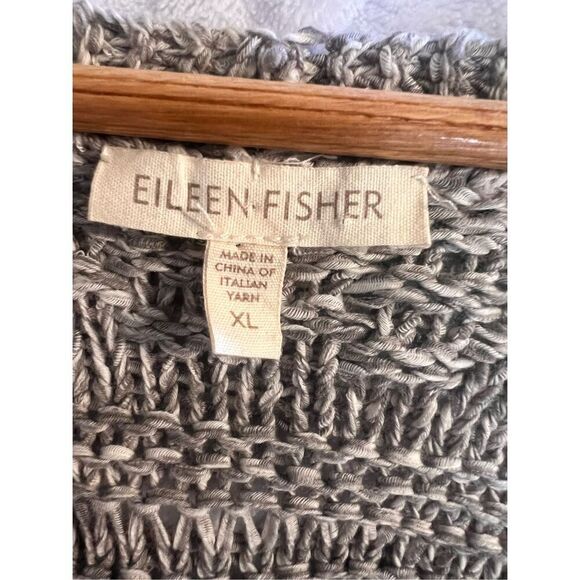 EILEEN·FISHER
MADE IN
CHINA OF
ITALIAN
YARN
XL